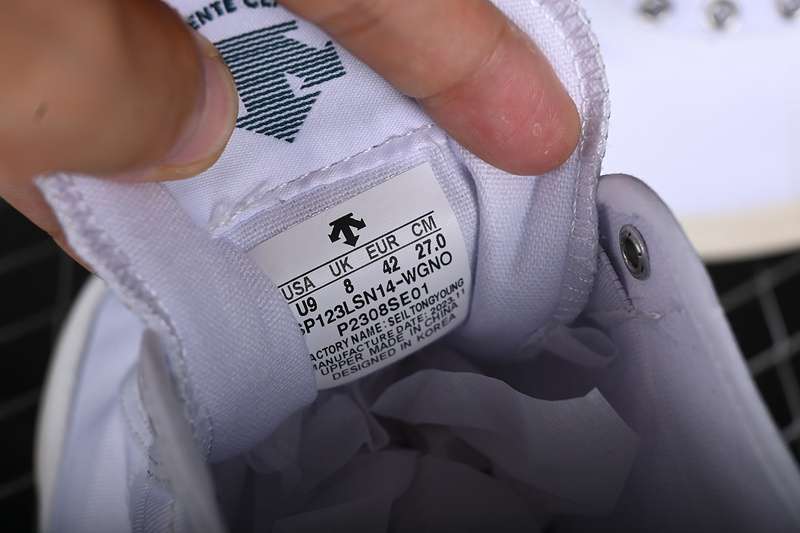 USA UK EUR CM
U9 8 42 27.0
SP123LSN14-WGNO
P2308SE01
FACTORY NAME: SEILTONGYOUNG
MANUFACTURE DATE: 2023.11
UPPER MADE IN CHINA
DESIGNED IN KOREA